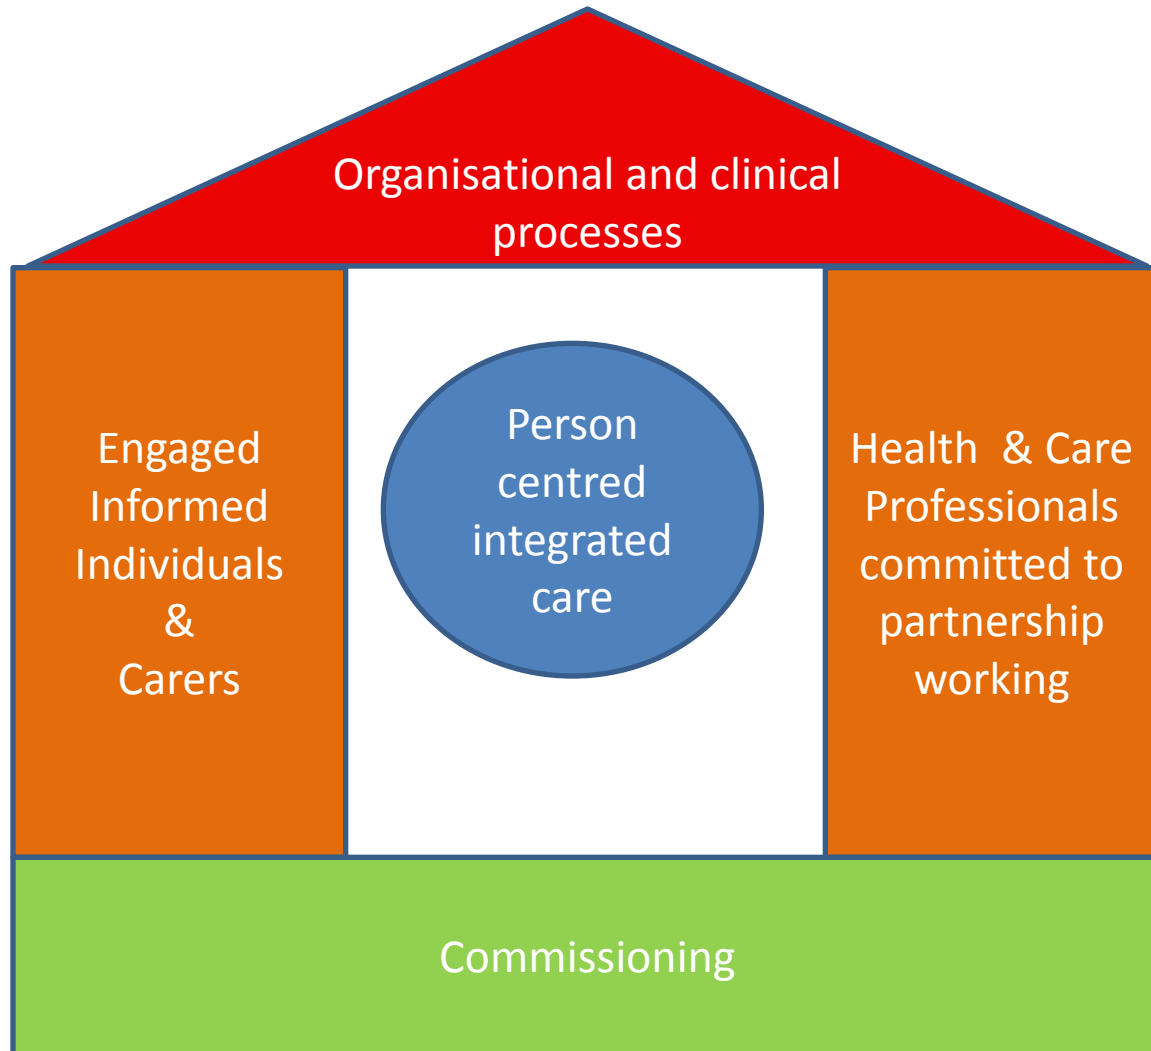 Organisational and clinical
processes
Engaged
Informed
Individuals
&
Carers
Person
centred
integrated
care
Health  & Care
Professionals
committed to
partnership
working
Commissioning